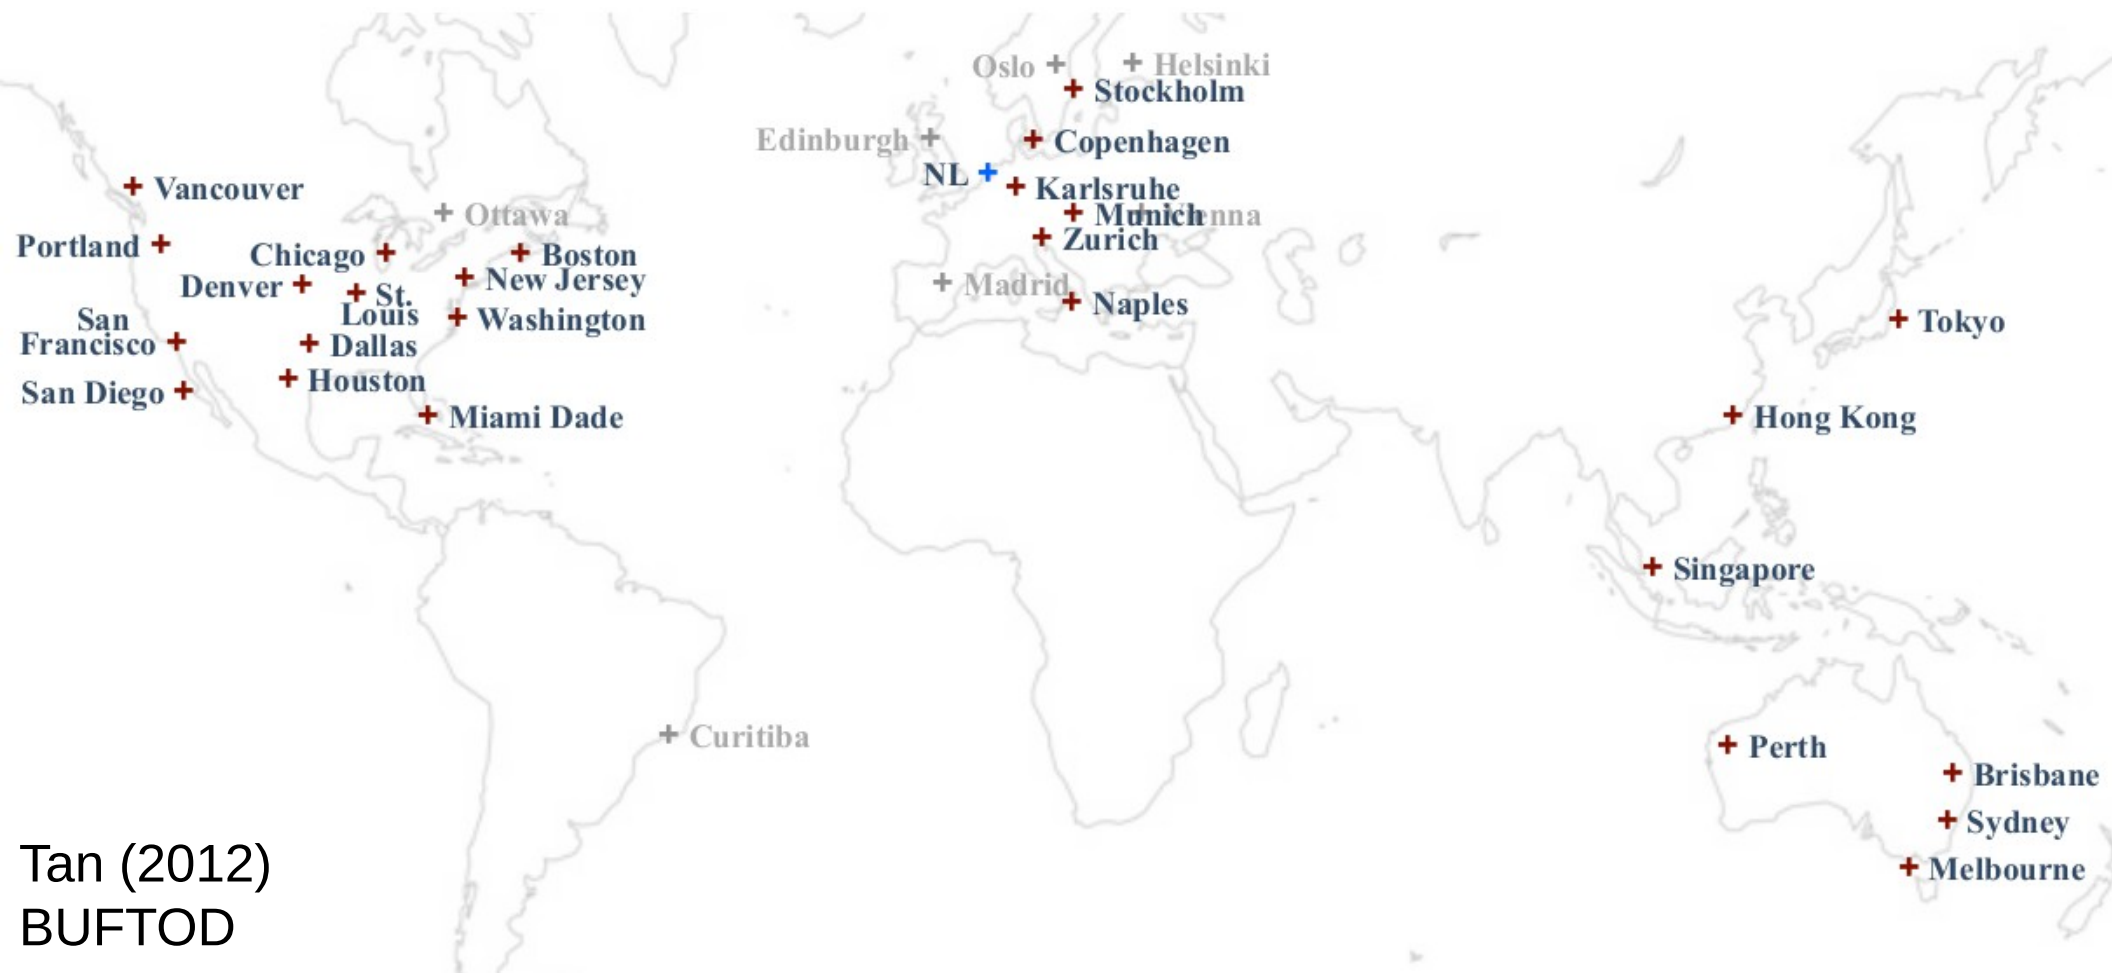 Oslo
Helsinki
Stockholm
Edinburgh
Copenhagen
NL
Karlsruhe
Vancouver
Ottawa
Munich
Zurich
Portland
Chicago
Boston
Denver
New Jersey
St.
Louis
Madrid
Naples
San
Francisco
Washington
Tokyo
Dallas
Houston
San Diego
Miami Dade
Hong Kong
Singapore
Curitiba
Perth
Brisbane
Sydney
Melbourne
Tan (2012)
BUFTOD